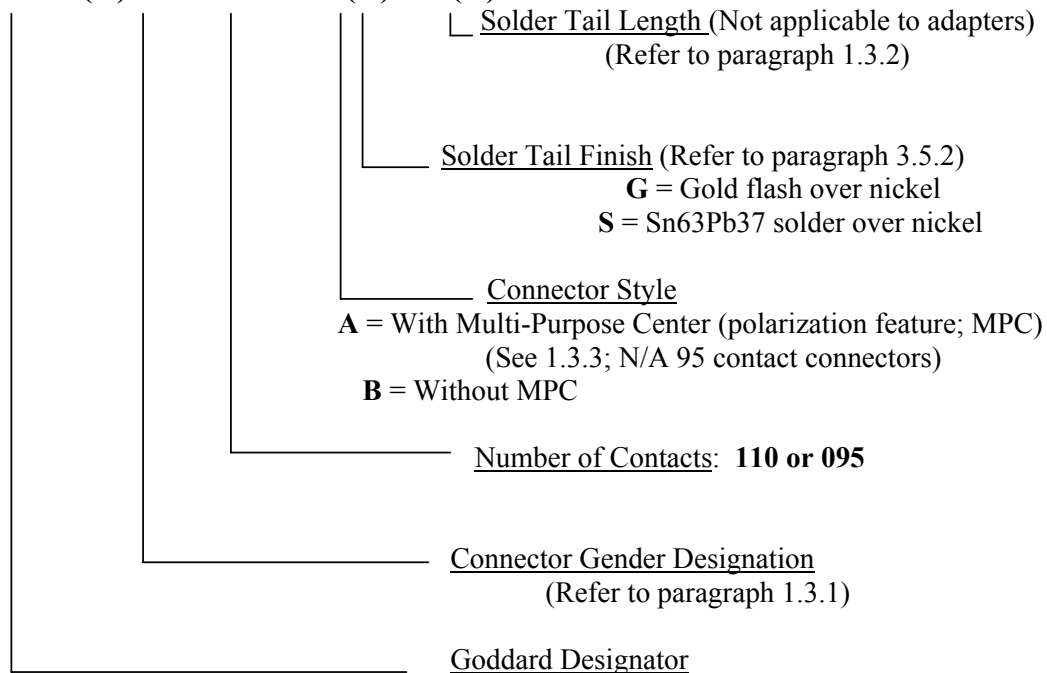 Solder Tail Length (Not applicable to adapters)
(Refer to paragraph 1.3.2)
Solder Tail Finish (Refer to paragraph 3.5.2)
G = Gold flash over nickel
S = Sn63Pb37 solder over nickel
Connector Style
A = With Multi-Purpose Center (polarization feature; MPC)
(See 1.3.3; N/A 95 contact connectors)
B = Without MPC
Number of Contacts: 110 or 095
Connector Gender Designation
(Refer to paragraph 1.3.1)
Goddard Designator